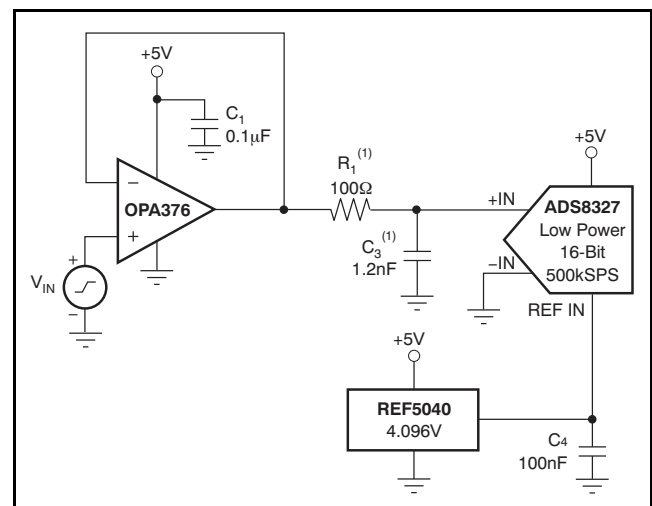 +5V
C1
0.1µF
R1(1)
100Ω
+5V
−
OPA376
+
+IN
ADS8327
Low Power
16-Bit
500kSPS
C3(1)
1.2nF
−IN
+
VIN
−
REF IN
+5V
REF5040
4.096V
C4
100nF